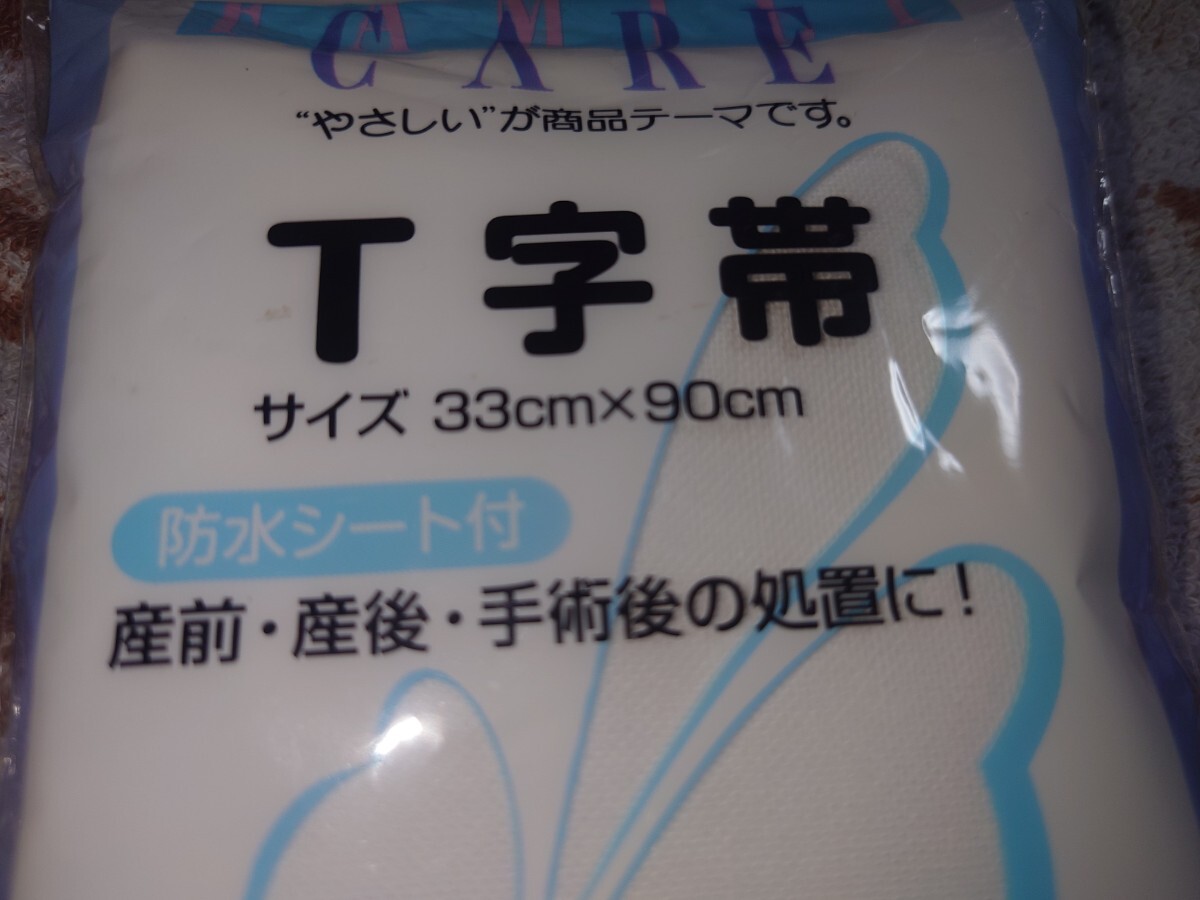 FAMILY
CARE
“やさしい”が商品テーマです。
T字帯
サイズ 33cm×90cm
防水シート付
産前・産後・手術後の処置に!